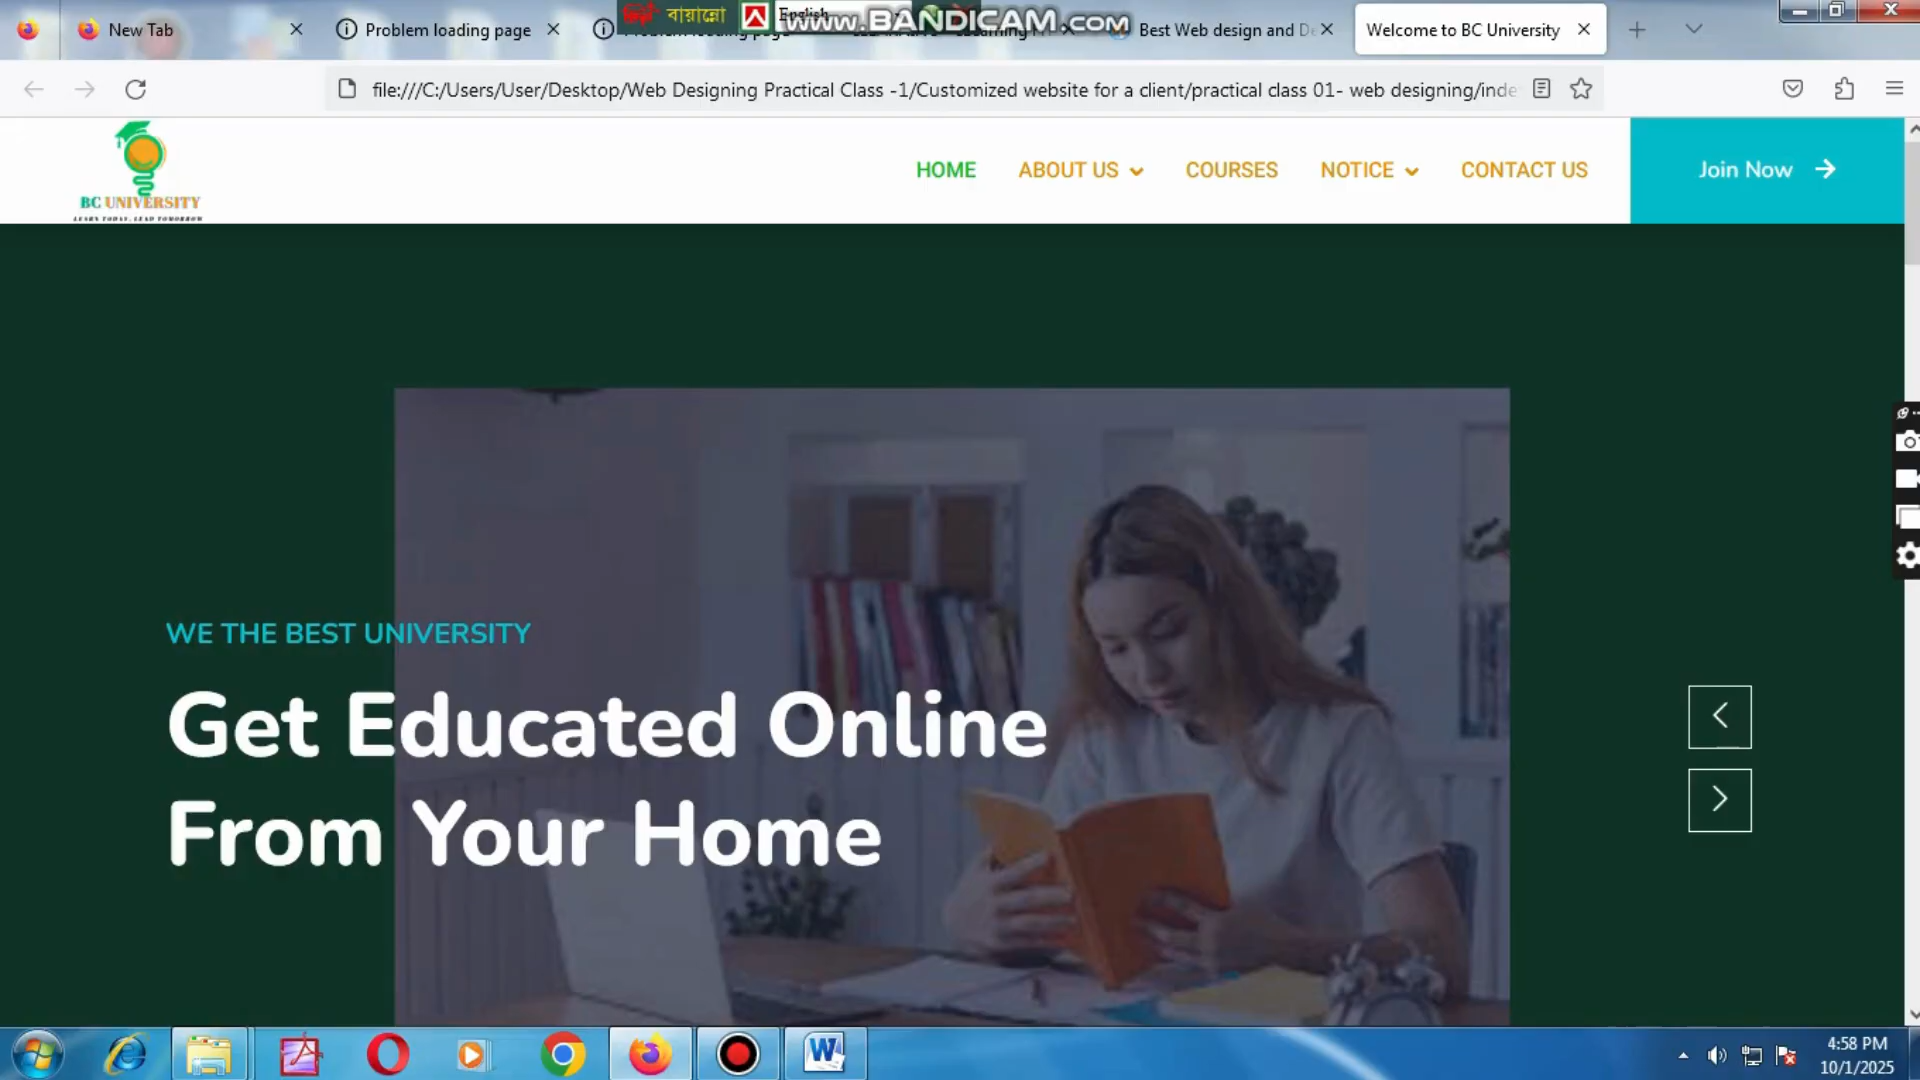 New Tab
Problem loading page
বায়ান্নো
English
www.BANDICAM.com
Best Web design and De
Welcome to BC University
file:///C:/Users/User/Desktop/Web Designing Practical Class -1/Customized website for a client/practical class 01- web designing/inde
BC UNIVERSITY
LEARN TODAY, LEAD TOMORROW
HOME
ABOUT US
COURSES
NOTICE
CONTACT US
Join Now
WE THE BEST UNIVERSITY
Get Educated Online
From Your Home
4:58 PM
10/1/2025